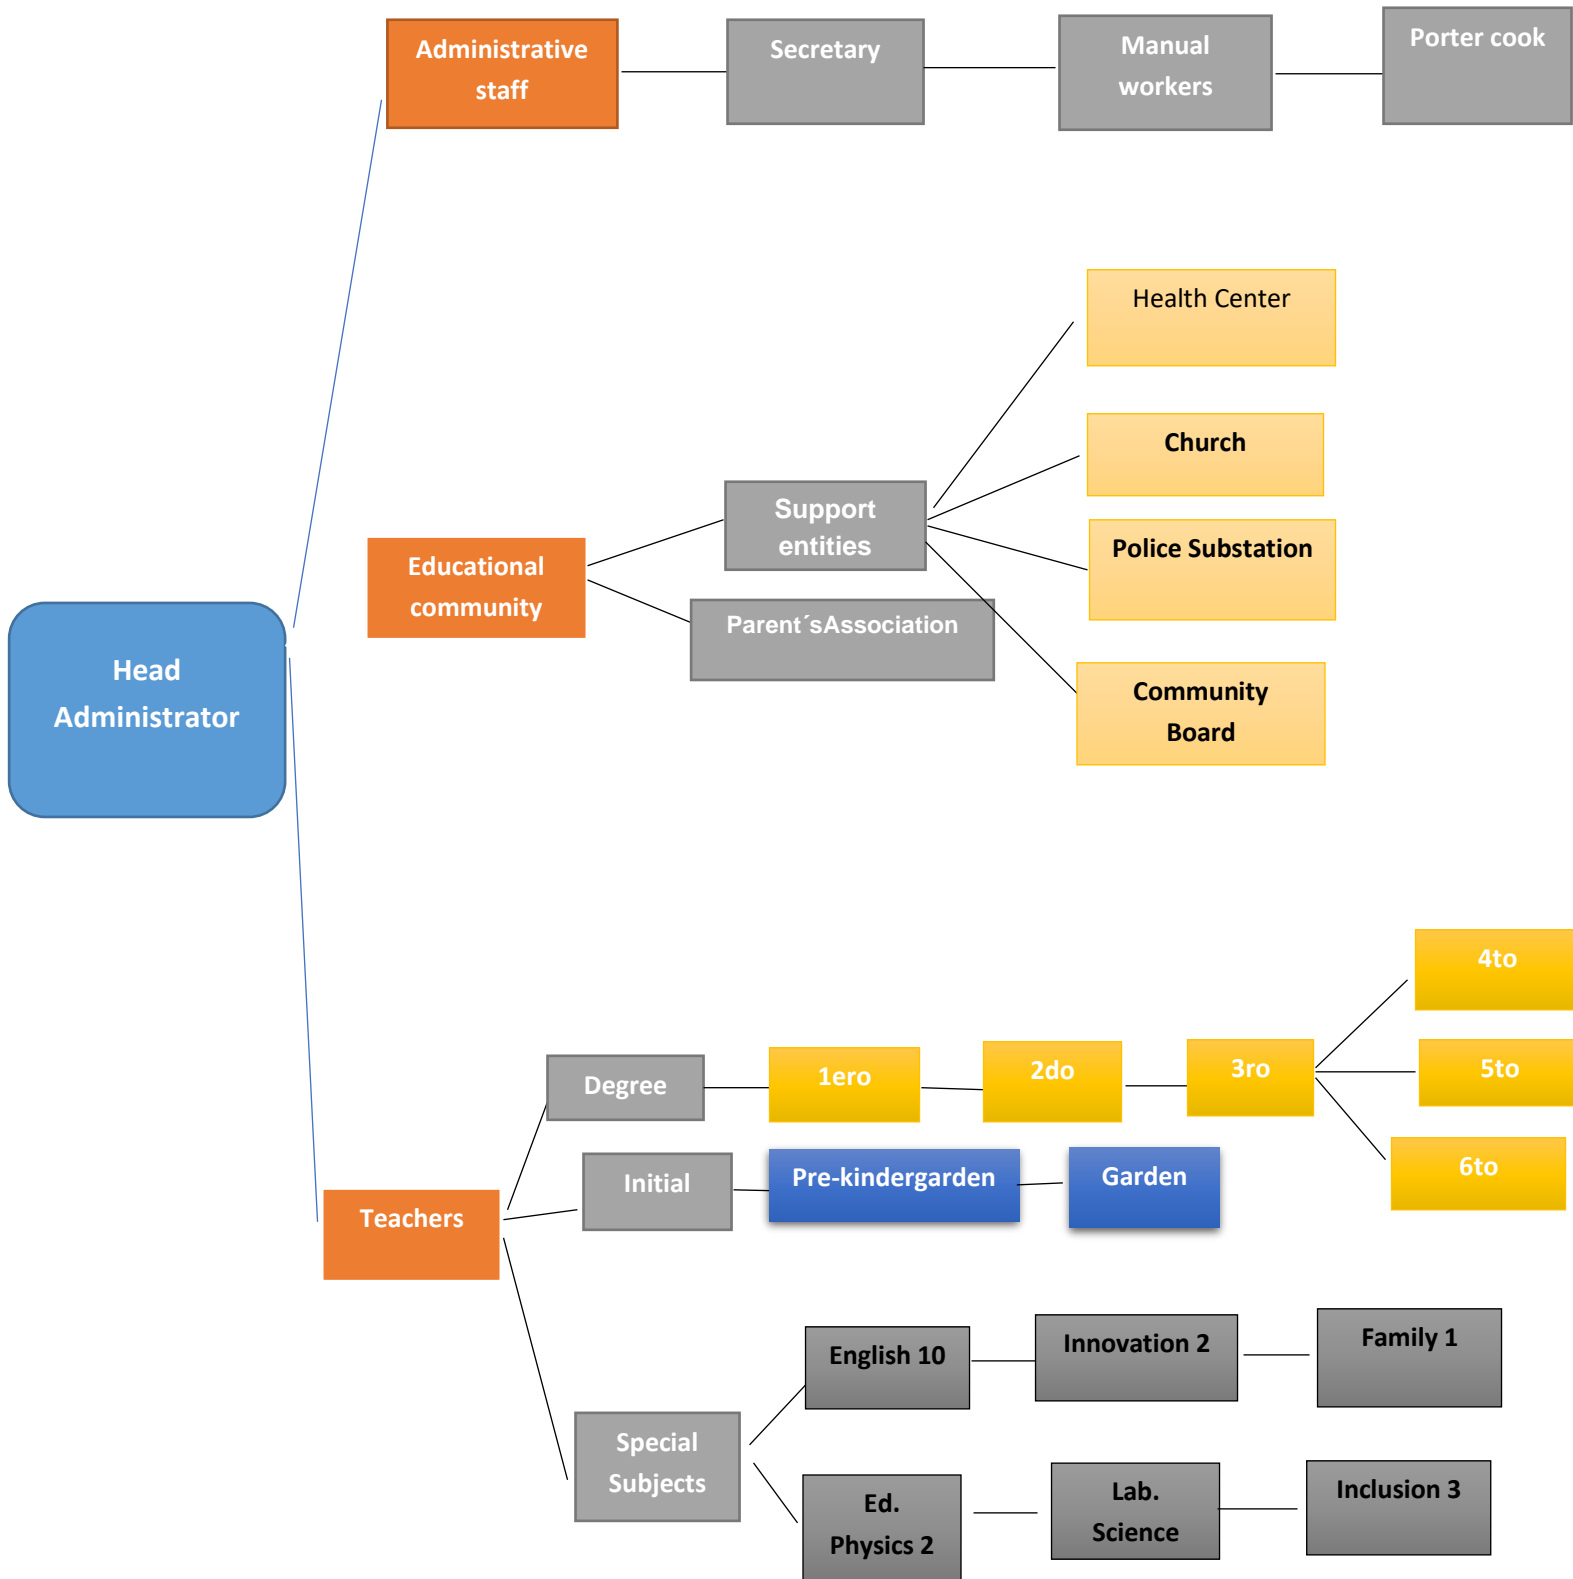 Administrative
staff
Secretary
Manual
workers
Porter cook
Health Center
Church
Support
entities
Police Substation
Educational
community
Parent´sAssociation
Community
Board
Head
Administrator
4to
Degree
1ero
2do
3ro
5to
6to
Initial
Pre-kindergarden
Garden
Teachers
English 10
Innovation 2
Family 1
Special
Subjects
Ed.
Physics 2
Lab.
Science
Inclusion 3